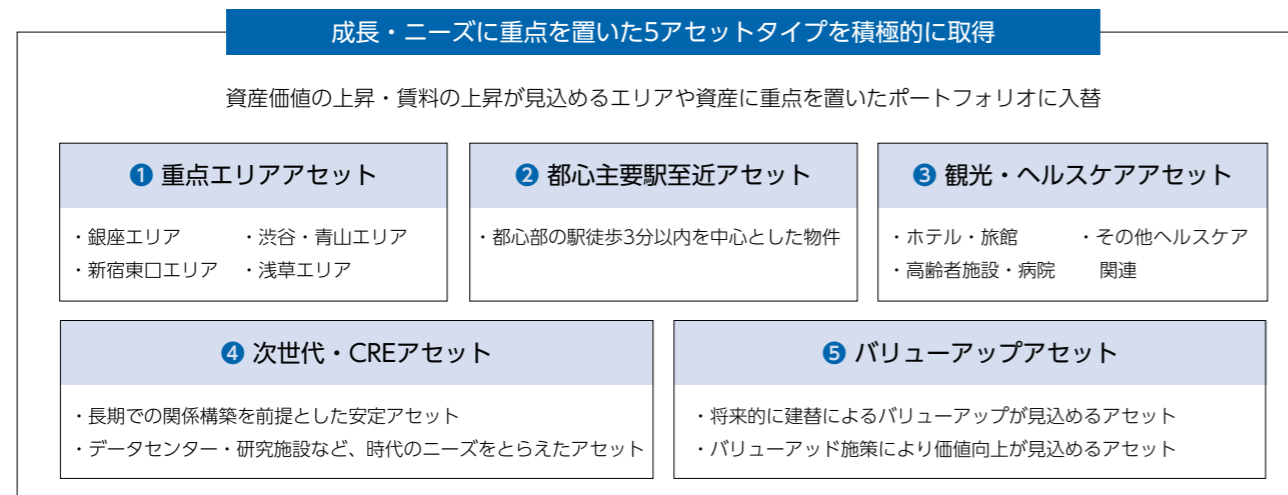 成長・ニーズに重点を置いた5アセットタイプを積極的に取得
資産価値の上昇・賃料の上昇が見込めるエリアや資産に重点を置いたポートフォリオに入替
❶ 重点エリアアセット
・銀座エリア ・渋谷・青山エリア
・新宿東口エリア ・浅草エリア
❷ 都心主要駅至近アセット
・都心部の駅徒歩3分以内を中心とした物件
❸ 観光・ヘルスケアアセット
・ホテル・旅館 ・その他ヘルスケア
・高齢者施設・病院 関連
❹ 次世代・CREアセット
・長期での関係構築を前提とした安定アセット
・データセンター・研究施設など、時代のニーズをとらえたアセット
❺ バリューアップアセット
・将来的に建替によるバリューアップが見込めるアセット
・バリューアッド施策により価値向上が見込めるアセット